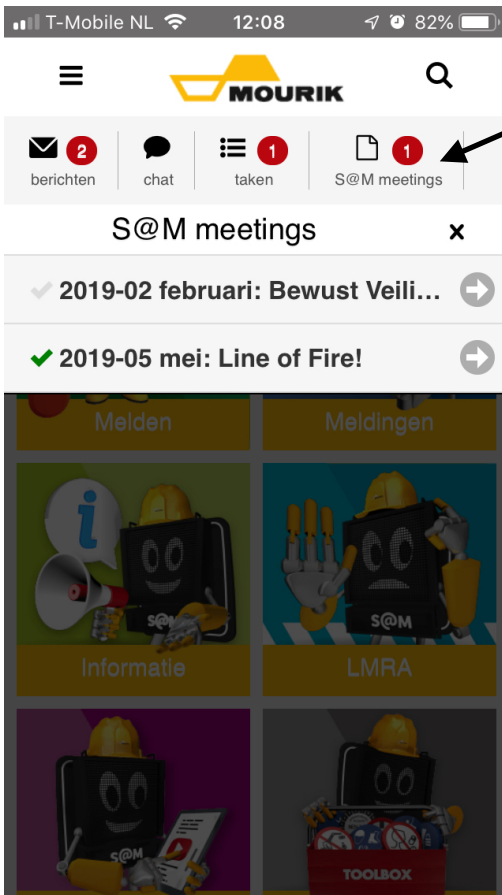 T-Mobile NL 12:08 82%
MOURIK
2 1 1
berichten chat taken S@M meetings
S@M meetings x
2019-02 februari: Bewust Veili...
2019-05 mei: Line of Fire!
Melden Meldingen
i
S@M S@M
Informatie LMRA
S@M
TOOLBOX